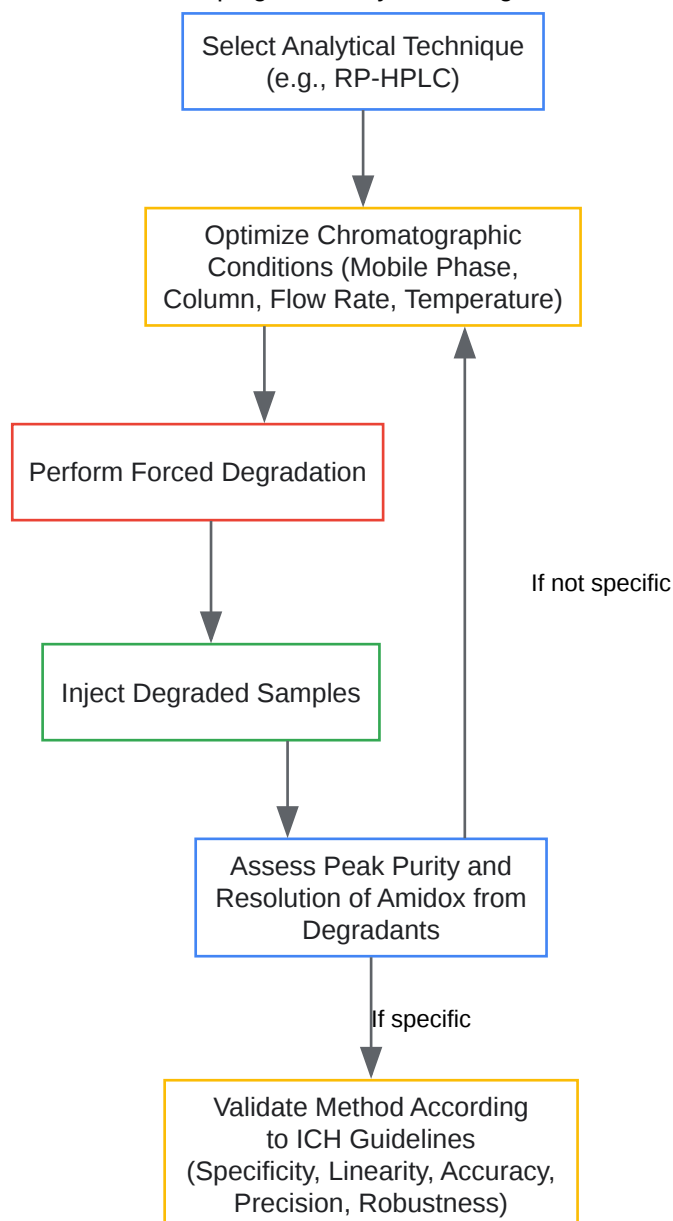 Select Analytical Technique
(e.g., RP-HPLC)
Optimize Chromatographic
Conditions (Mobile Phase,
Column, Flow Rate, Temperature)
Perform Forced Degradation
If not specific
Inject Degraded Samples
Assess Peak Purity and
Resolution of Amidox from
Degradants
If specific
Validate Method According
to ICH Guidelines
(Specificity, Linearity, Accuracy,
Precision, Robustness)